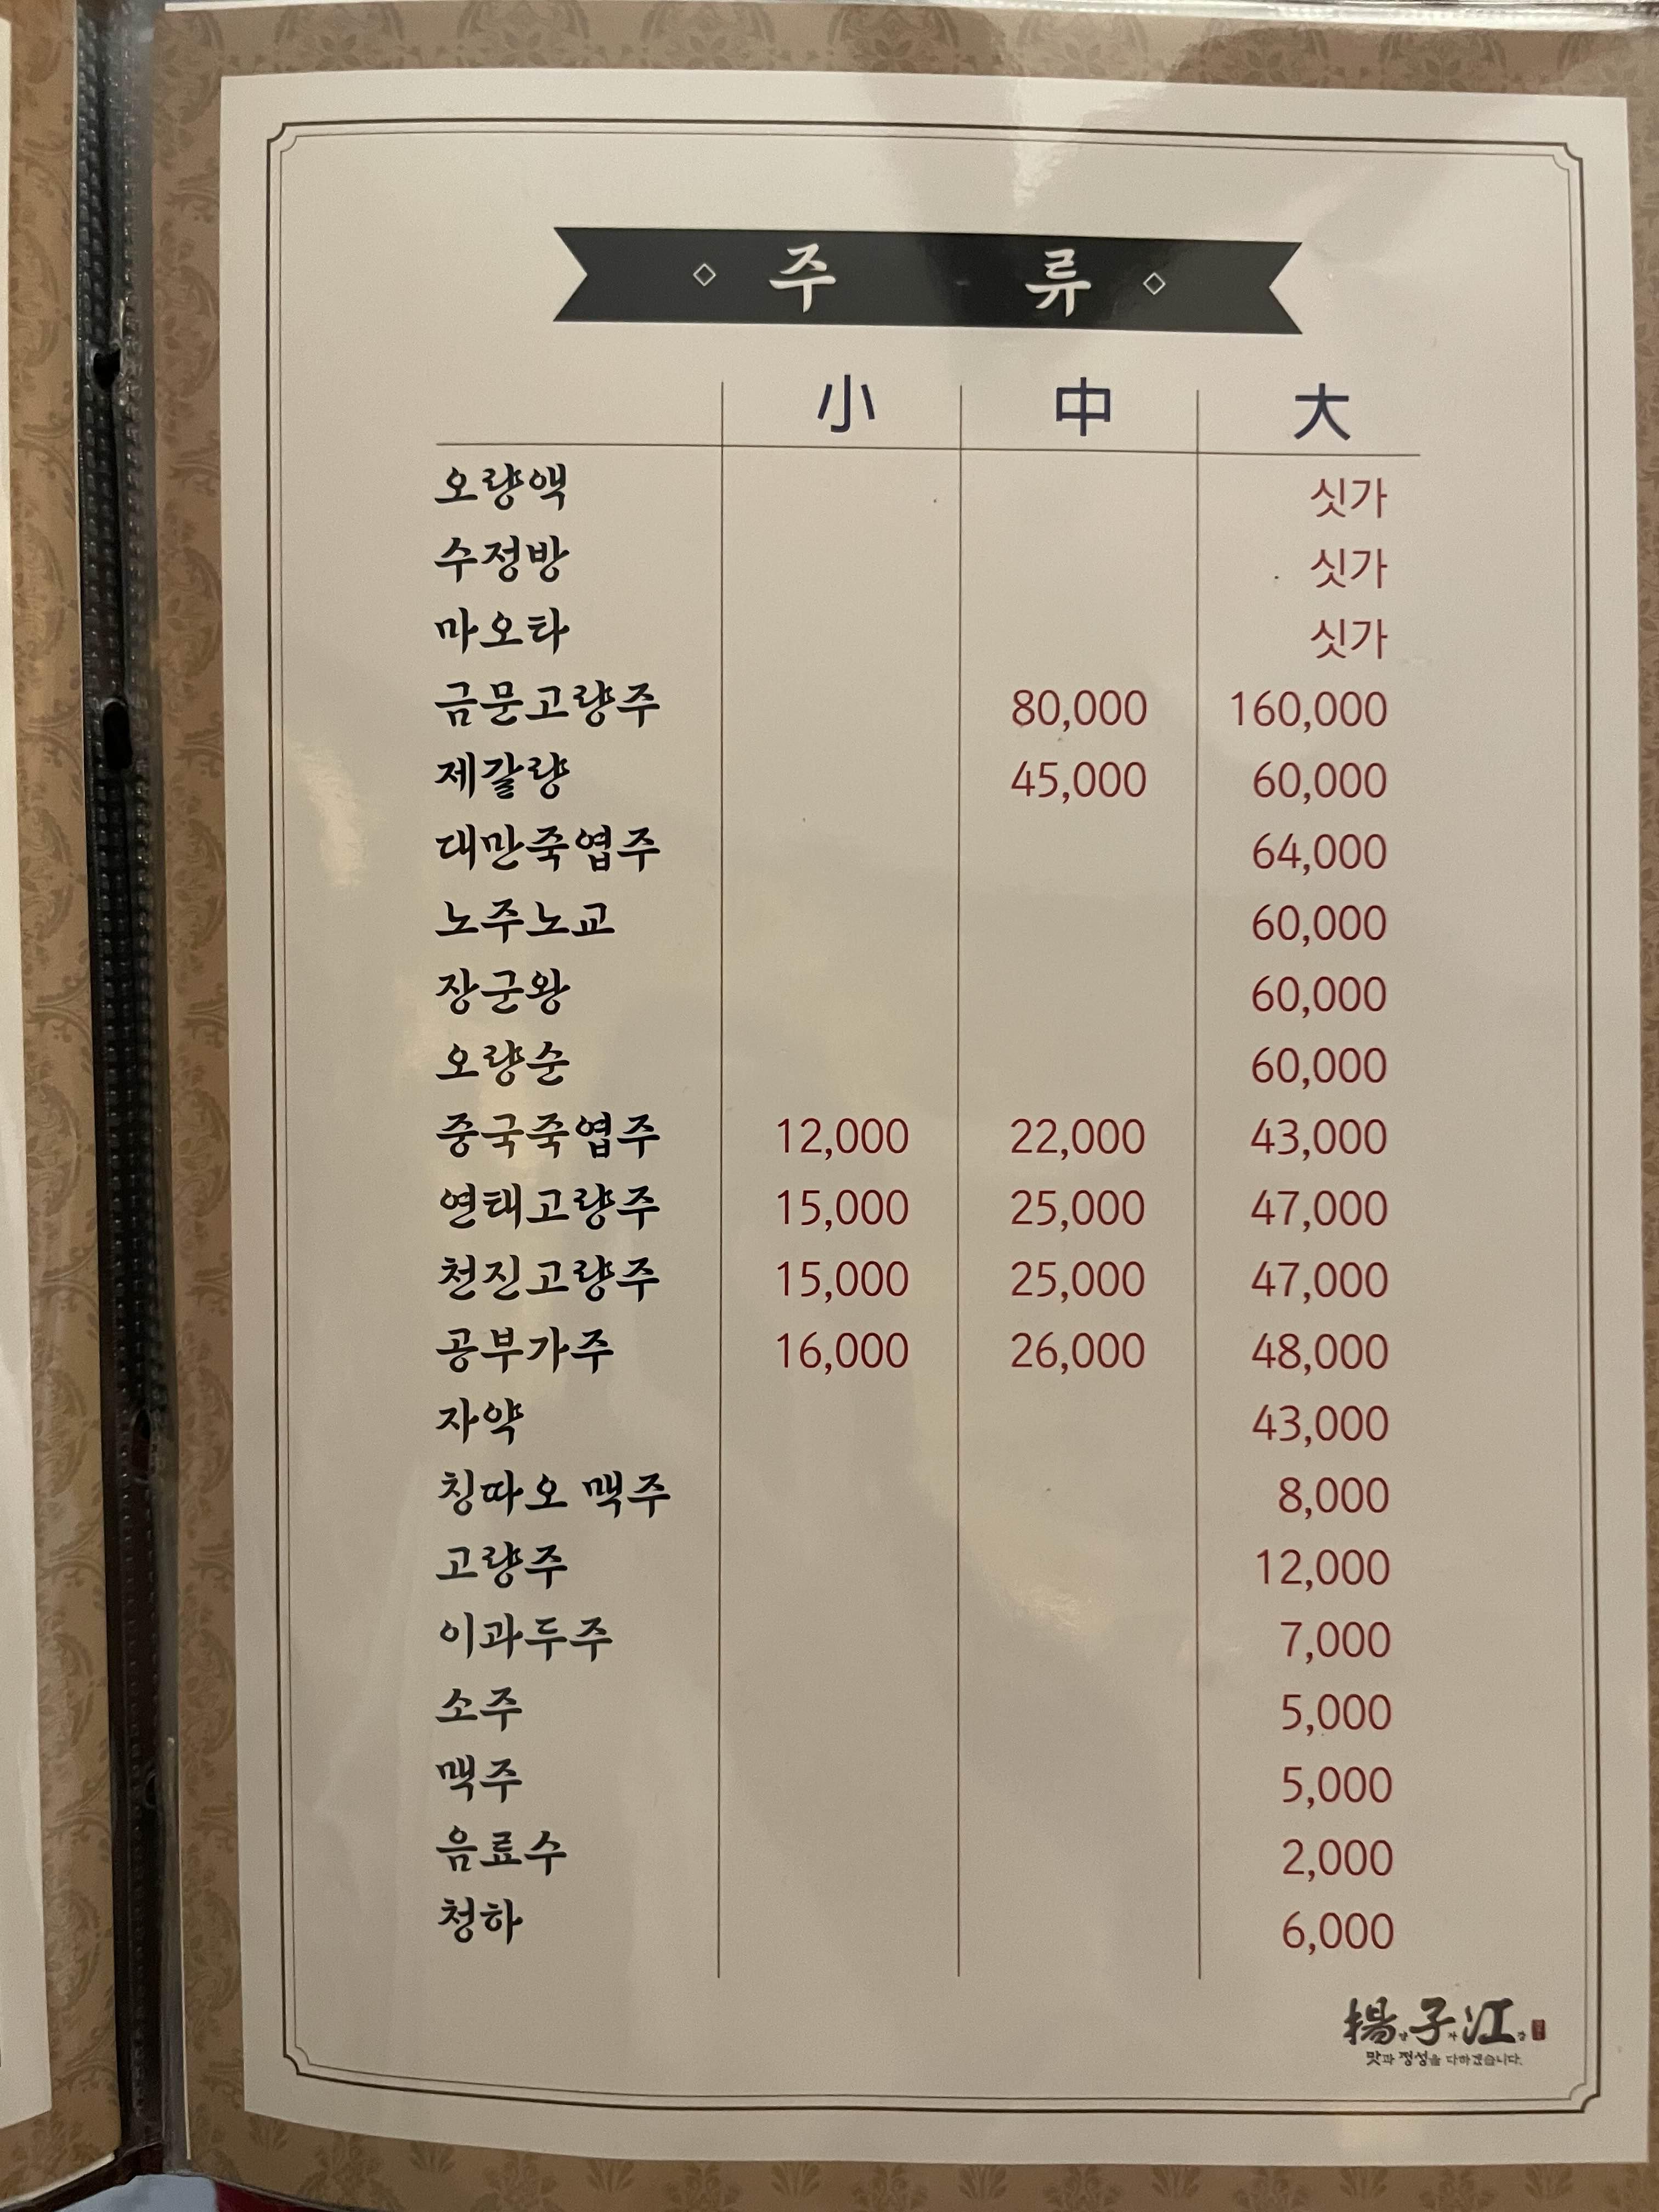 주 류
小 中 大
오량액 싯가
수정방 싯가
마오타 싯가
금문고량주 80,000 160,000
제갈량 45,000 60,000
대만죽엽주 64,000
노주노교 60,000
장군왕 60,000
오량순 60,000
중국죽엽주 12,000 22,000 43,000
연태고량주 15,000 25,000 47,000
천진고량주 15,000 25,000 47,000
공부가주 16,000 26,000 48,000
자약 43,000
칭따오 맥주 8,000
고량주 12,000
이과두주 7,000
소주 5,000
맥주 5,000
음료수 2,000
청하 6,000
揚子江
맛과 정성을 다하겠습니다.